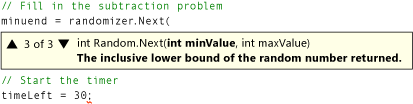 // Fill in the subtraction problem
minuend = randomizer.Next(
▲ 3 of 3 ▼ int Random.Next(int minValue, int maxValue)
The inclusive lower bound of the random number returned.
// Start the timer
timeLeft = 30;